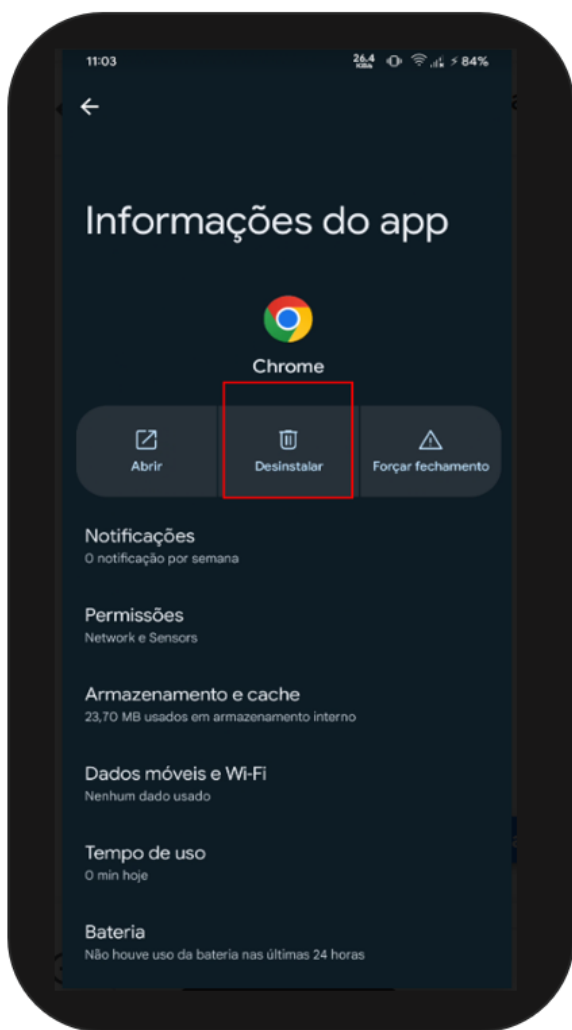 11:03
26,4 84%
Informações do app
Chrome
Abrir
Desinstalar
Forçar fechamento
Notificações
0 notificação por semana
Permissões
Network e Sensors
Armazenamento e cache
23,70 MB usados em armazenamento interno
Dados móveis e Wi-Fi
Nenhum dado usado
Tempo de uso
0 min hoje
Bateria
Não houve uso da bateria nas últimas 24 horas